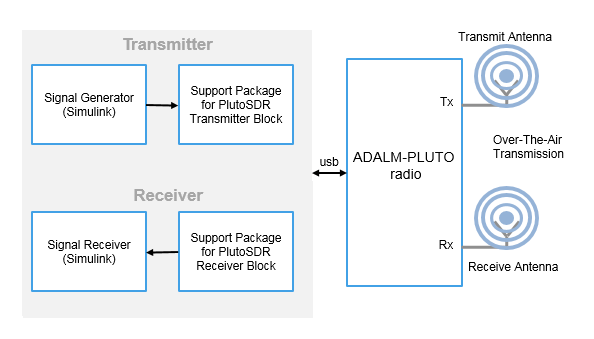 Transmitter
Signal Generator
(Simulink)
Support Package
for PlutoSDR
Transmitter Block
Receiver
Signal Receiver
(Simulink)
Support Package
for PlutoSDR
Receiver Block
usb
ADALM-PLUTO
radio
Tx
Rx
Transmit Antenna
Over-The-Air
Transmission
Receive Antenna